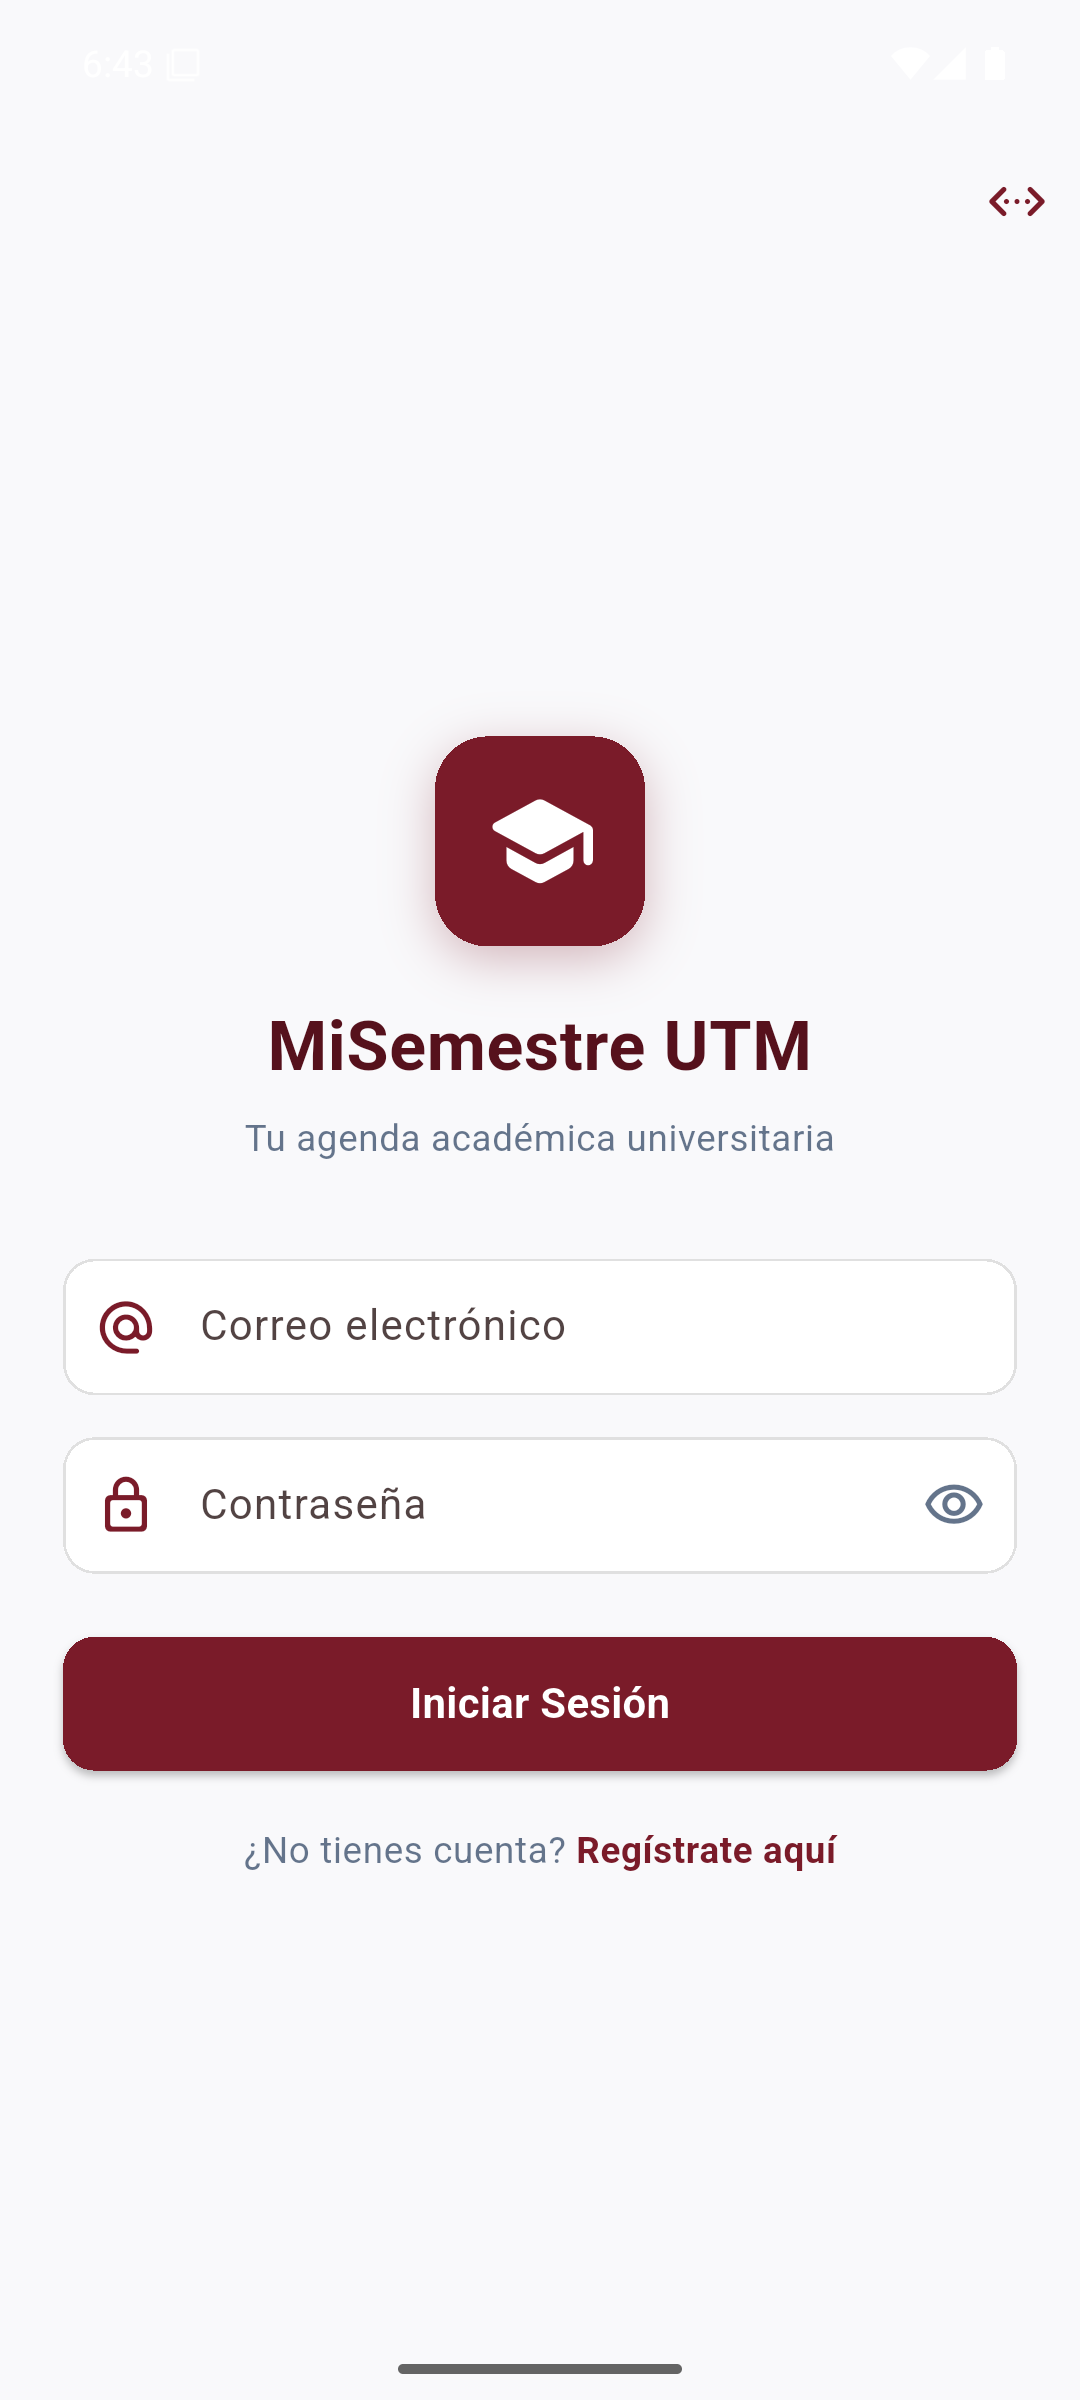 6:43
MiSemestre UTM
Tu agenda académica universitaria
Correo electrónico
Contraseña
Iniciar Sesión
¿No tienes cuenta? Regístrate aquí